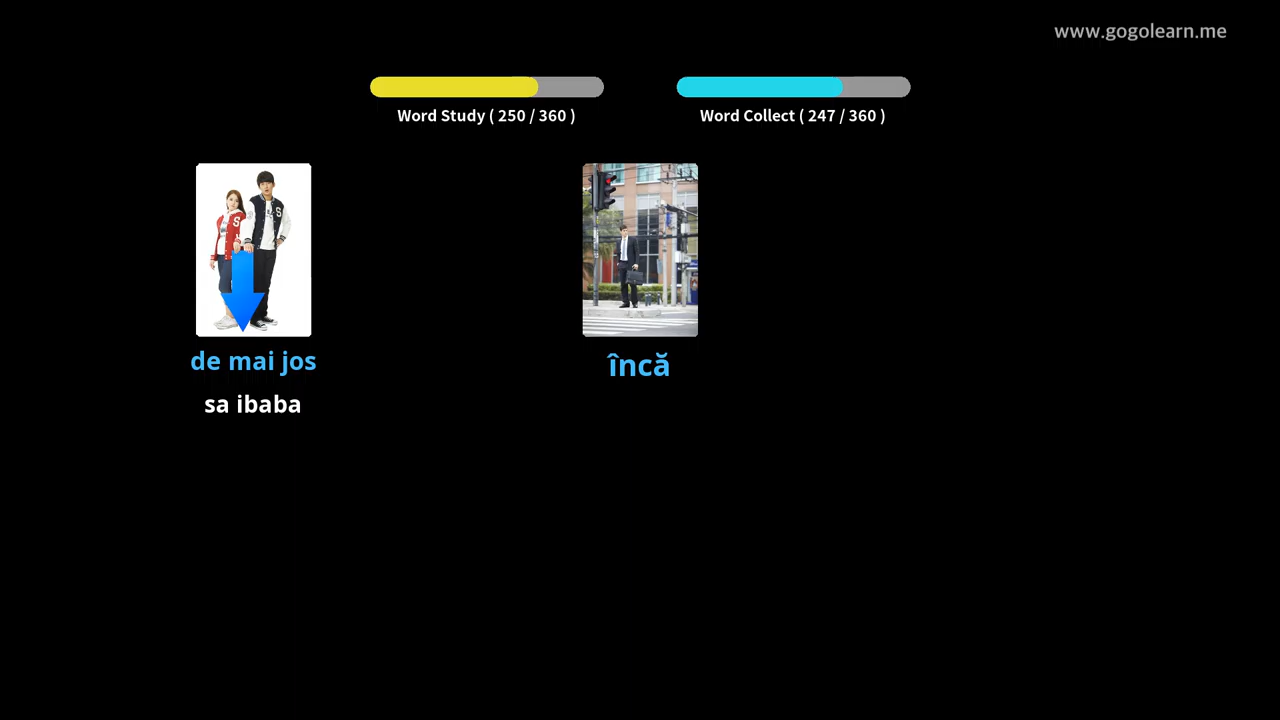 www.gogolearn.me
Word Study ( 250 / 360 )
Word Collect ( 247 / 360 )
de mai jos
încă
sa ibaba